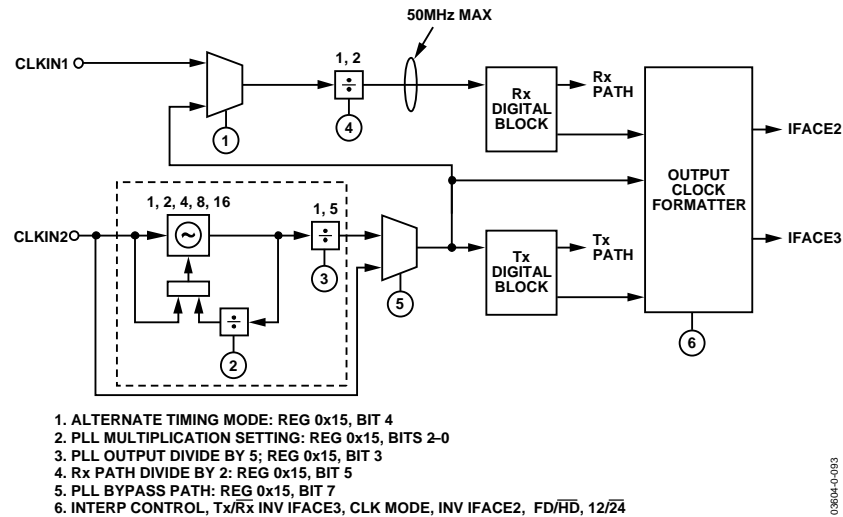 50MHz MAX
CLKIN1
1, 2
÷
1
4
Rx
DIGITAL
BLOCK
Rx
PATH
OUTPUT
CLOCK
FORMATTER
IFACE2
IFACE3
CLKIN2
1, 2, 4, 8, 16
~
1, 5
÷
3
÷
2
5
Tx
DIGITAL
BLOCK
Tx
PATH
6
1. ALTERNATE TIMING MODE: REG 0x15, BIT 4
2. PLL MULTIPLICATION SETTING: REG 0x15, BITS 2–0
3. PLL OUTPUT DIVIDE BY 5; REG 0x15, BIT 3
4. Rx PATH DIVIDE BY 2: REG 0x15, BIT 5
5. PLL BYPASS PATH: REG 0x15, BIT 7
6. INTERP CONTROL, Tx/R̅x̅ INV IFACE3, CLK MODE, INV IFACE2, FD/H̅D̅, 12/2̅4̅
03604-0-093